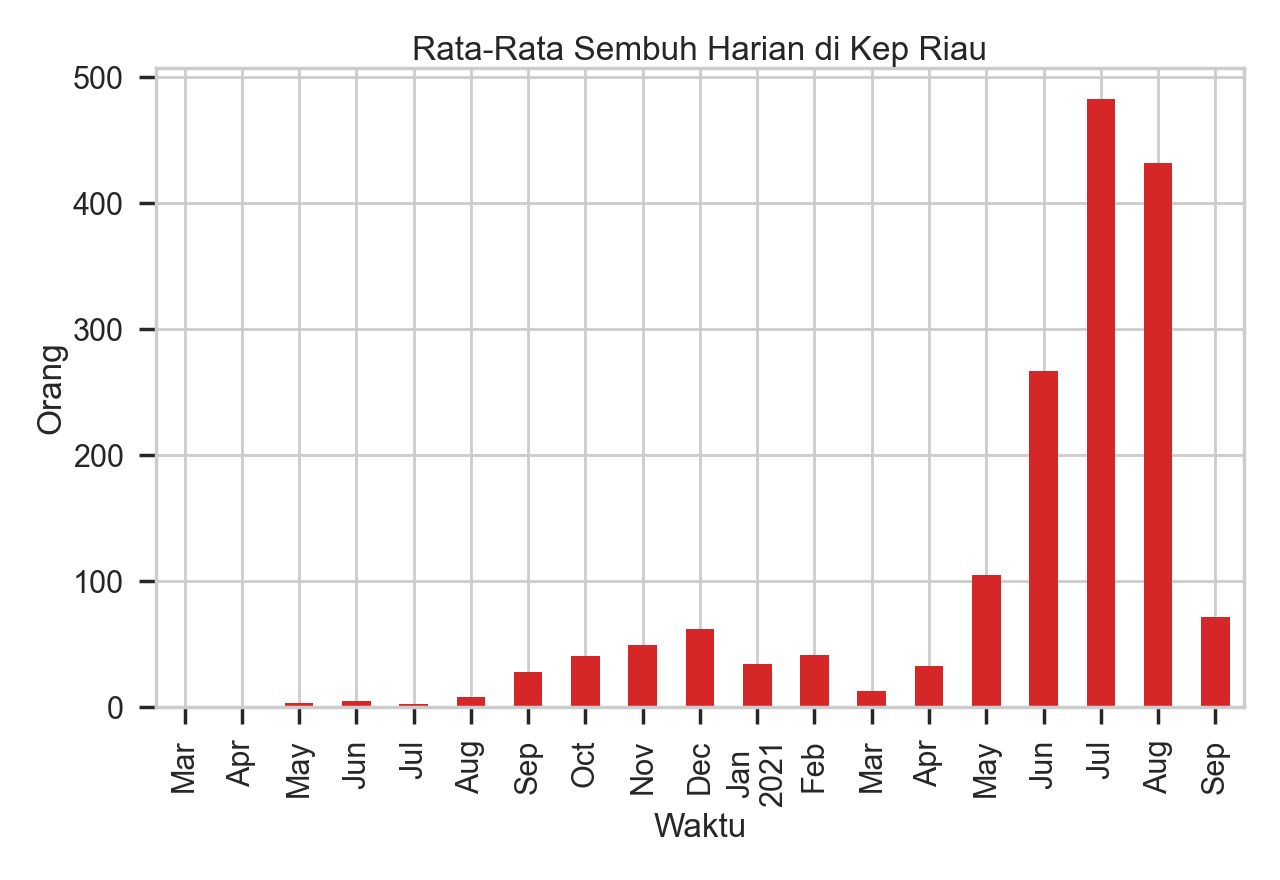 Rata-Rata Sembuh Harian di Kep Riau
500
400
300
200
100
0
Orang
Mar
Apr
May
Jun
Jul
Aug
Sep
Oct
Nov
Dec
Jan
2021
Feb
Mar
Apr
May
Jun
Jul
Aug
Sep
Waktu